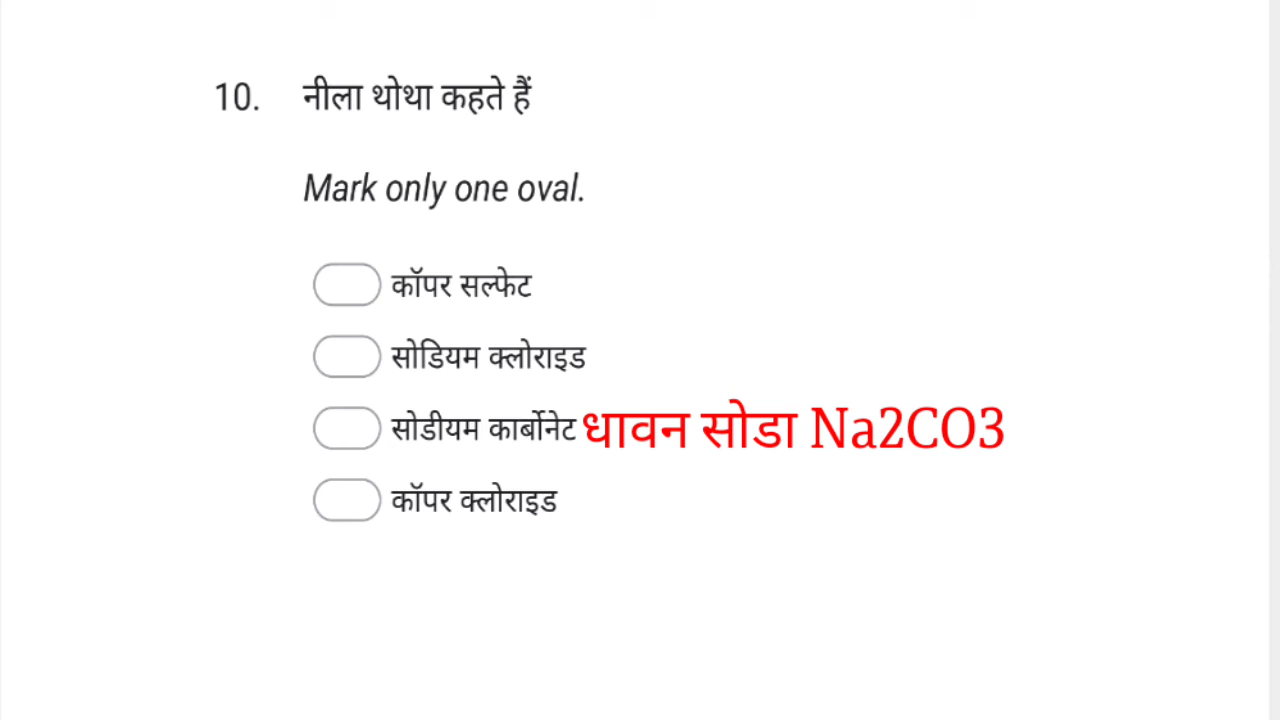 10. नीला थोथा कहते हैं
Mark only one oval.
कॉपर सल्फेट
सोडियम क्लोराइड
सोडीयम कार्बोनेट धावन सोडा Na2CO3
कॉपर क्लोराइड